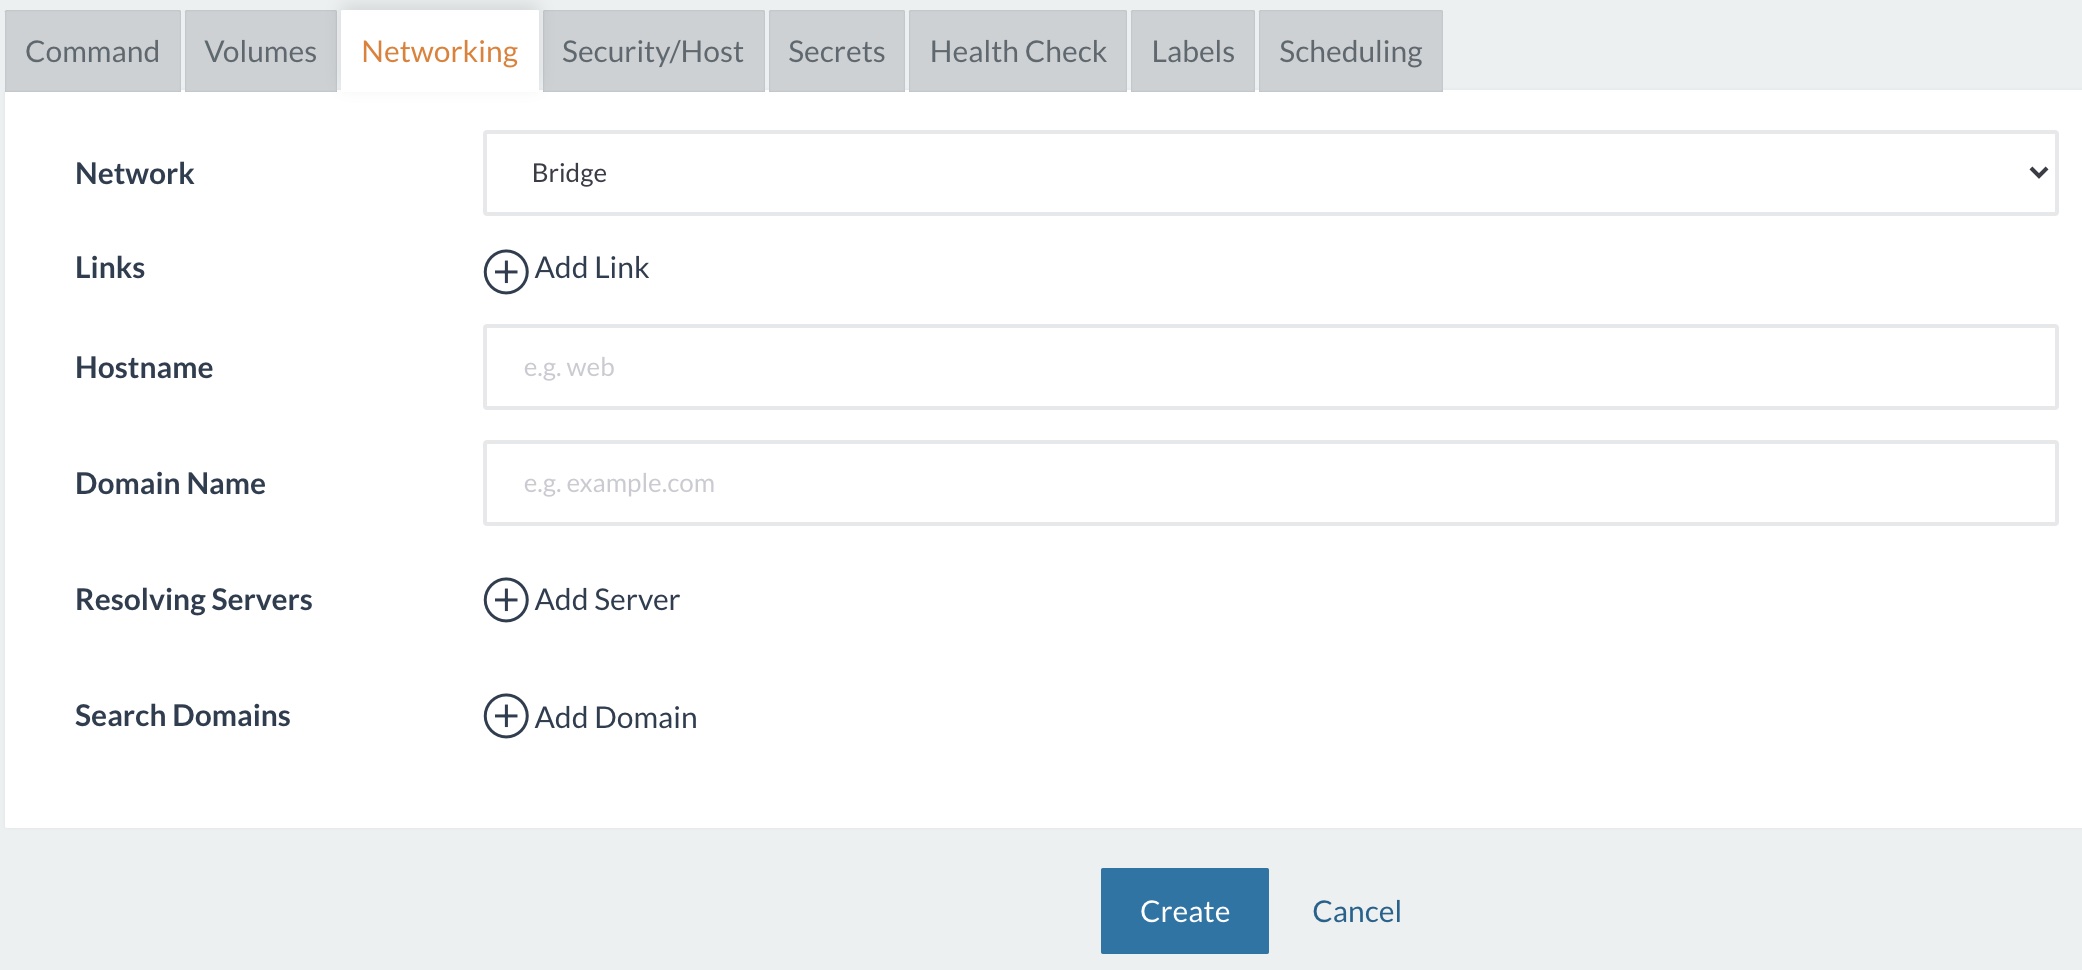 Command Volumes Networking Security/Host Secrets Health Check Labels Scheduling
Network Bridge
Links Add Link
Hostname e.g. web
Domain Name e.g. example.com
Resolving Servers Add Server
Search Domains Add Domain
Create Cancel